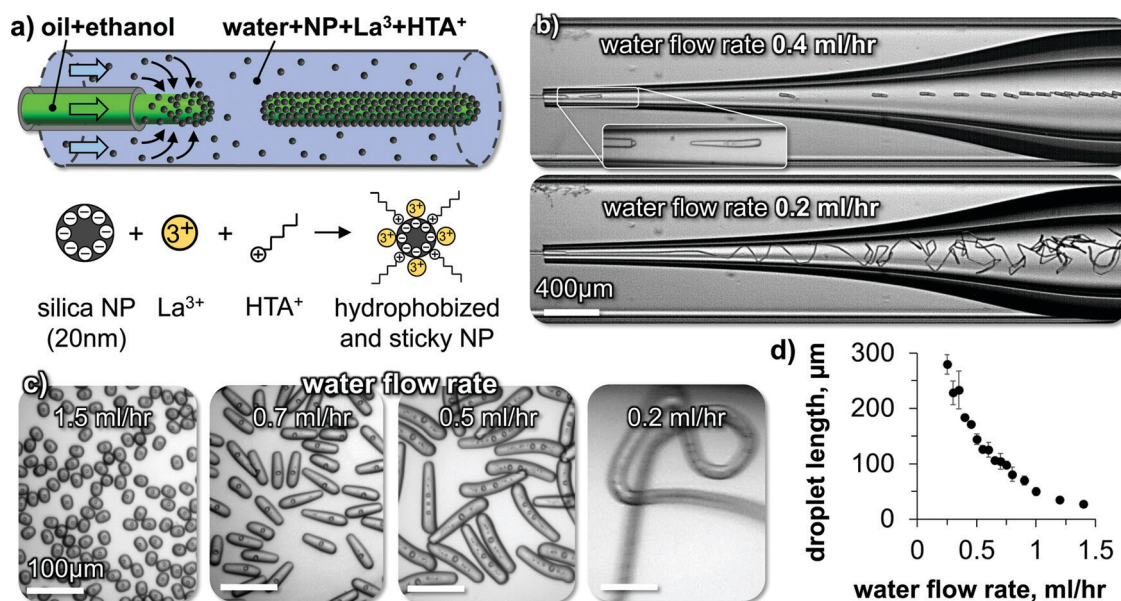 a) oil+ethanol
water+NP+La³+HTA⁺
⊖ + 3+ + ⊕ → 3+
silica NP
(20nm)
La³⁺
HTA⁺
hydrophobized
and sticky NP
b)
water flow rate 0.4 ml/hr
water flow rate 0.2 ml/hr
400µm
c)
water flow rate
1.5 ml/hr
0.7 ml/hr
0.5 ml/hr
0.2 ml/hr
100µm
d)
droplet length, µm
300
200
100
0
0 0.5 1 1.5
water flow rate, ml/hr